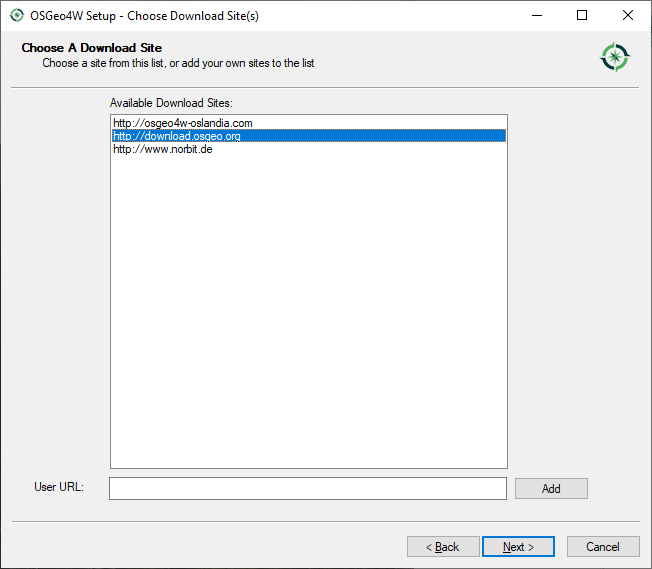 OSGeo4W Setup - Choose Download Site(s)
Choose A Download Site
Choose a site from this list, or add your own sites to the list
Available Download Sites:
http://osgeo4w-oslandia.com
http://download.osgeo.org
http://www.norbit.de
User URL:
Add
< Back
Next >
Cancel